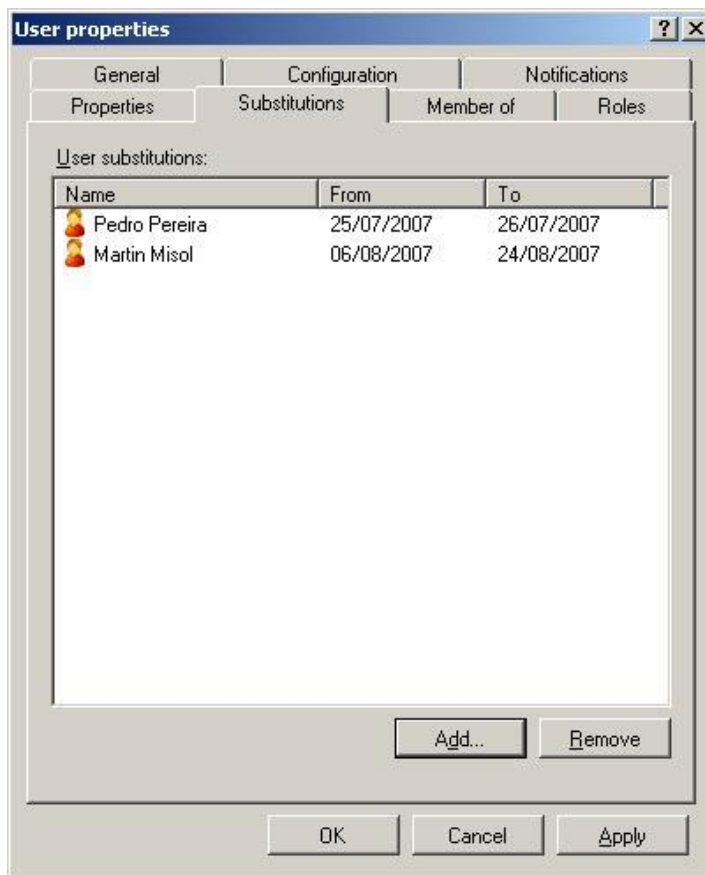 User properties
General Configuration Notifications
Properties Substitutions Member of Roles
User substitutions:
Name From To
Pedro Pereira 25/07/2007 26/07/2007
Martin Misol 06/08/2007 24/08/2007
Add... Remove
OK Cancel Apply